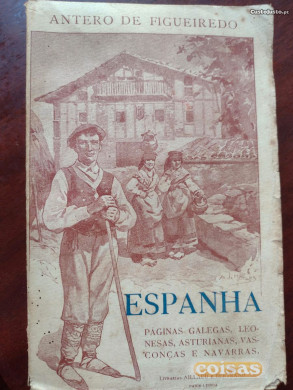 ANTERO DE FIGUEIREDO
ESPANHA
PAGINAS GALEGAS, LEO-
NESAS, ASTURIANAS, VAS-
CONÇAS E NAVARRAS.
coisas